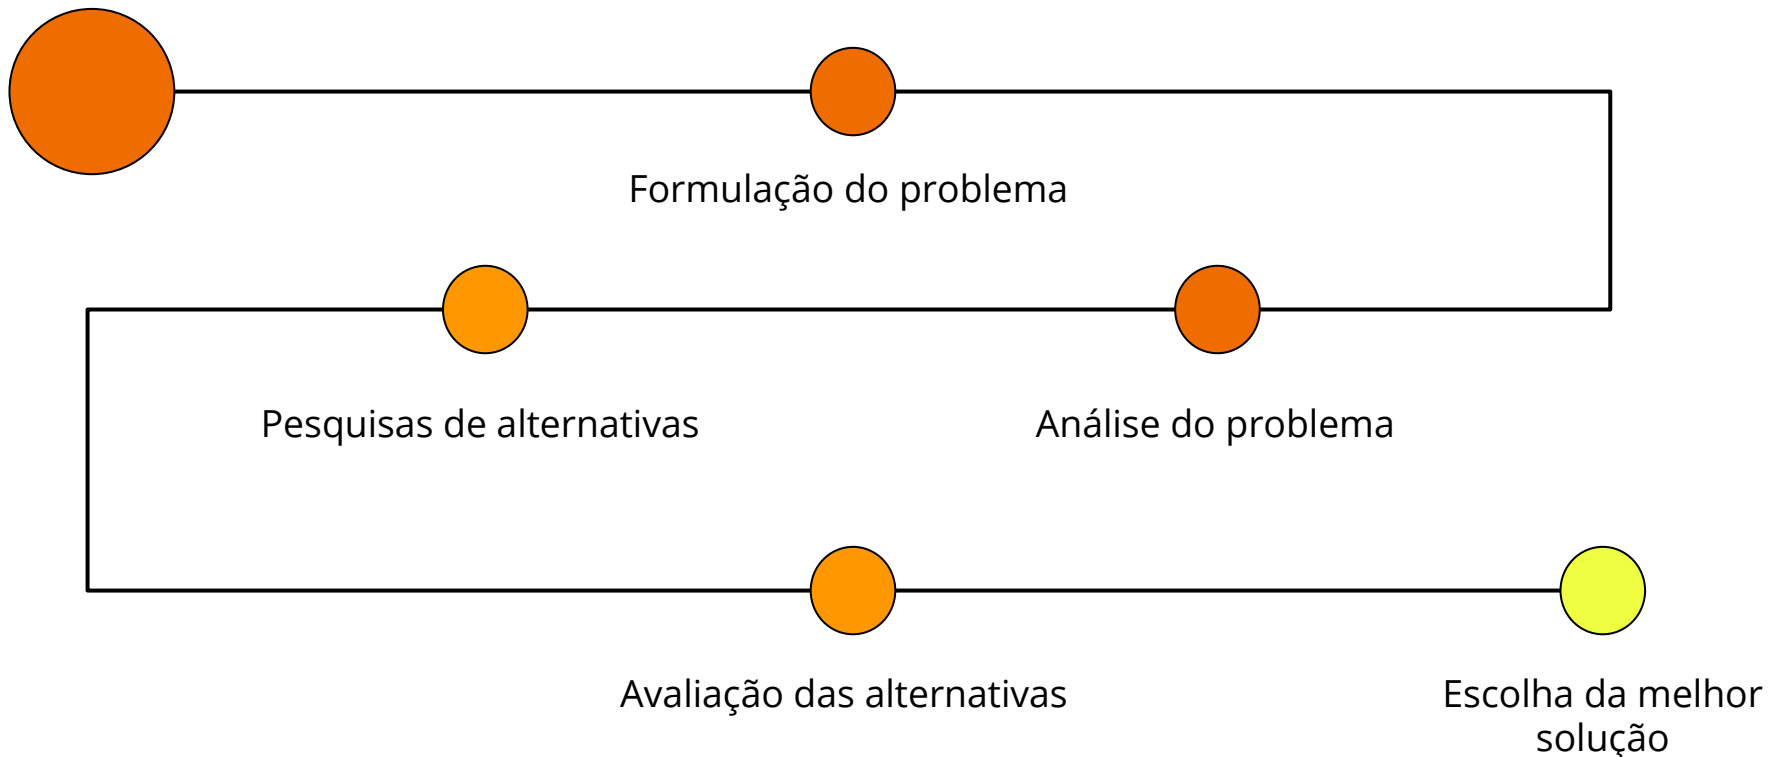 Formulação do problema
Pesquisas de alternativas
Análise do problema
Avaliação das alternativas
Escolha da melhor
solução